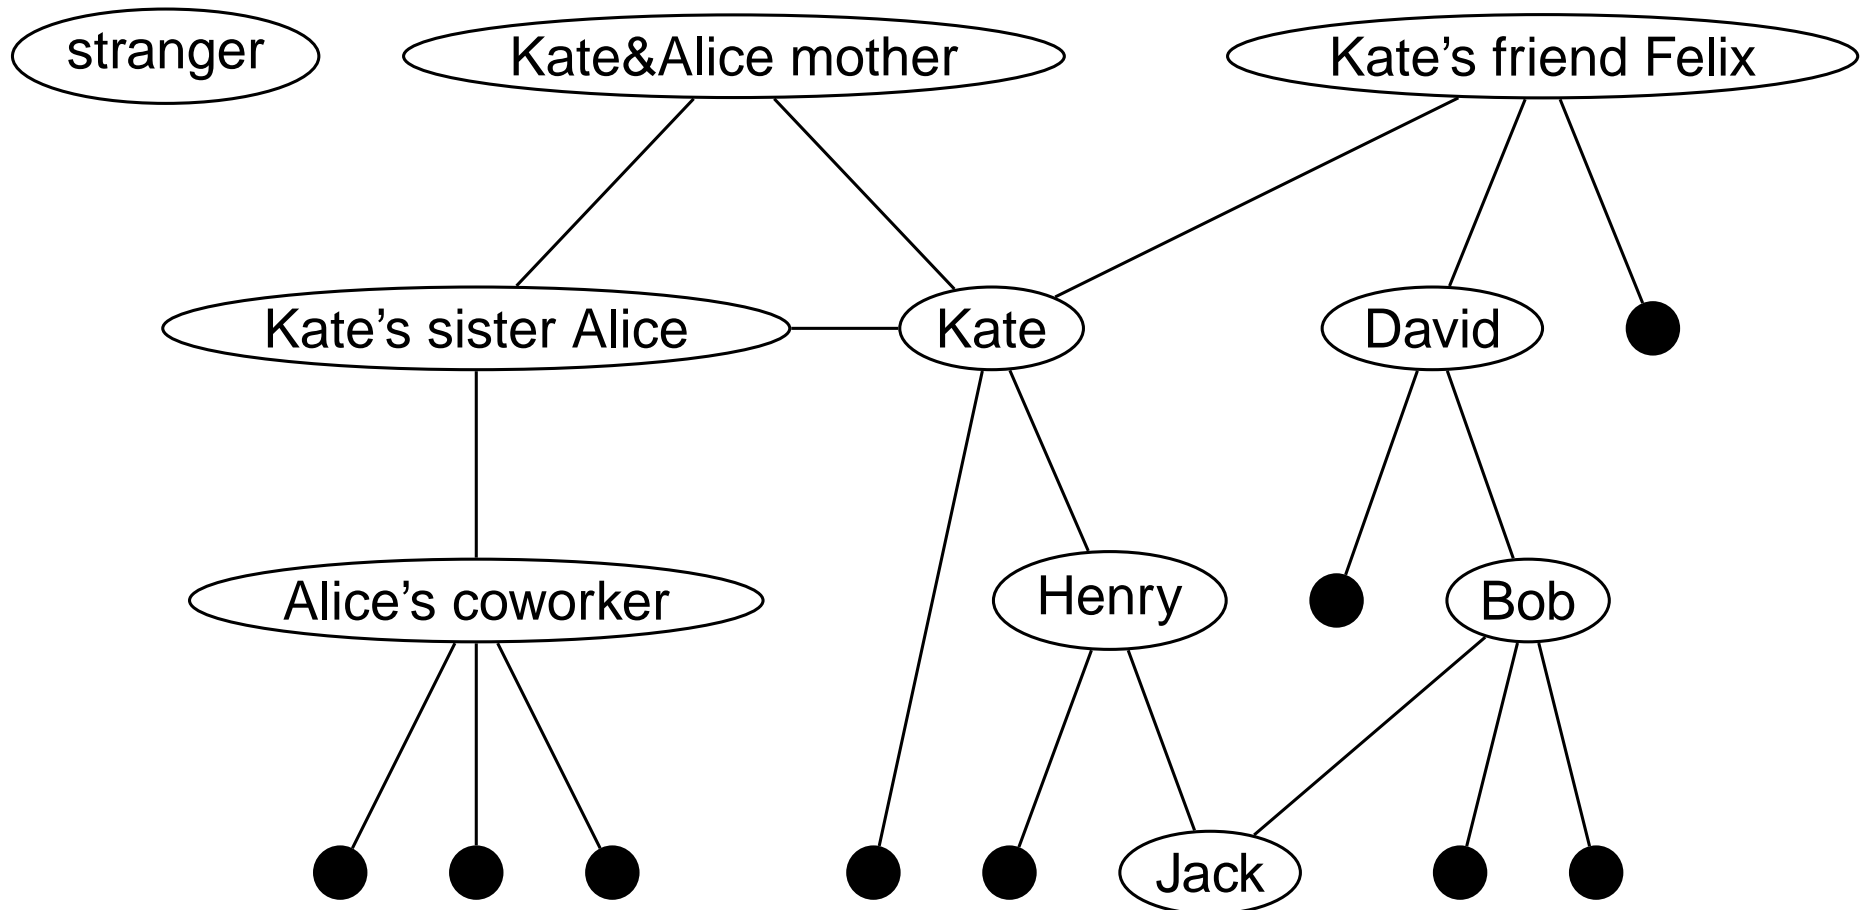 stranger
Kate&Alice mother
Kate’s friend Felix
Kate’s sister Alice
Kate
David
Alice’s coworker
Henry
Bob
Jack